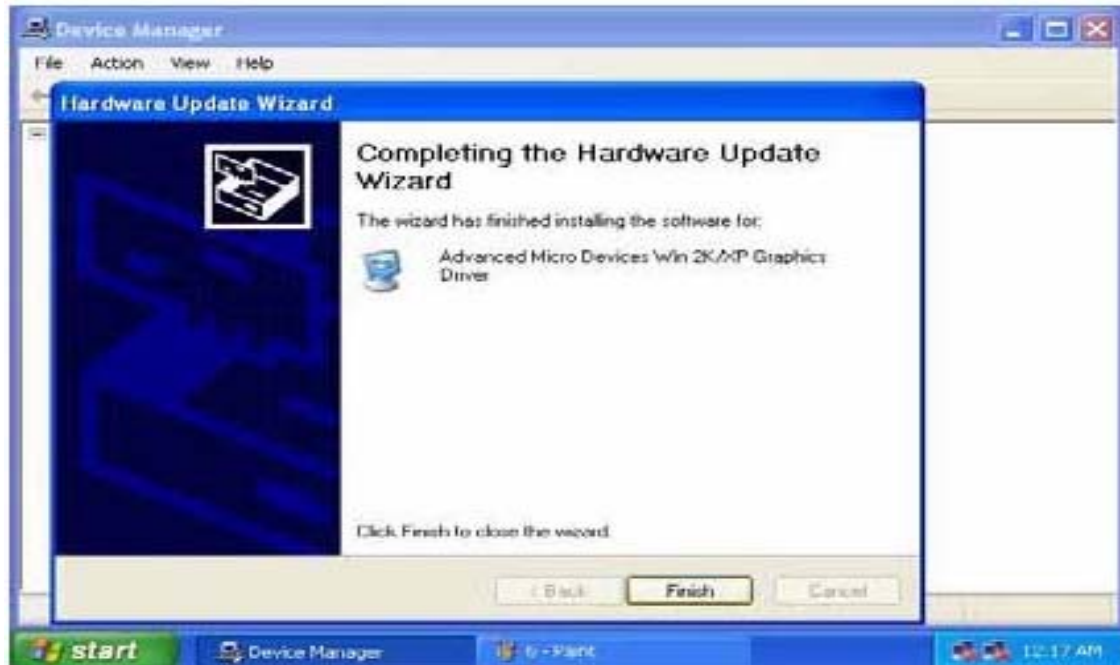 Device Manager
File Action View Help
Hardware Update Wizard
Completing the Hardware Update
Wizard
The wizard has finished installing the software for:
Advanced Micro Devices Win 2K/XP Graphics
Driver
Click Finish to close the wizard.
< Back Finish Cancel
start Device Manager 6 - Paint 12:17 AM